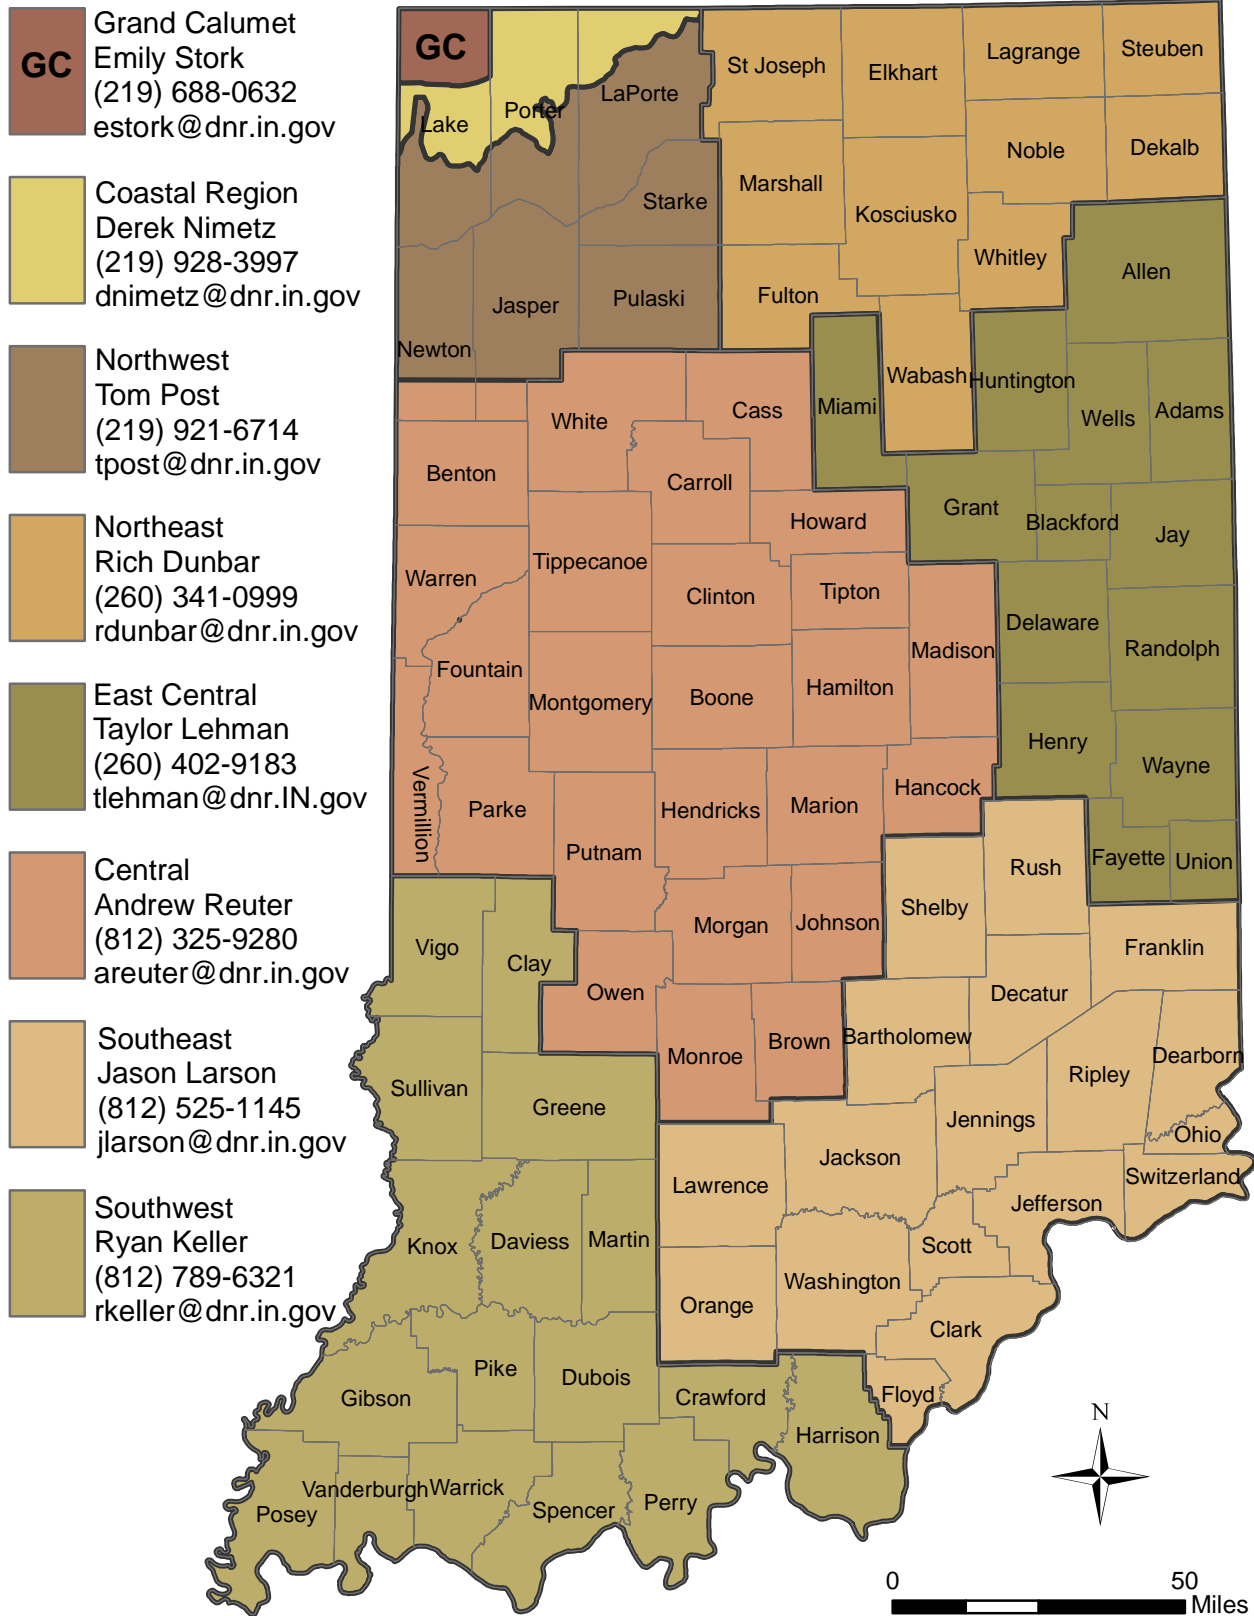 GC
Grand Calumet
Emily Stork
(219) 688-0632
estork@dnr.in.gov
Coastal Region
Derek Nimetz
(219) 928-3997
dnimetz@dnr.in.gov
Northwest
Tom Post
(219) 921-6714
tpost@dnr.in.gov
Northeast
Rich Dunbar
(260) 341-0999
rdunbar@dnr.in.gov
East Central
Taylor Lehman
(260) 402-9183
tlehman@dnr.IN.gov
Central
Andrew Reuter
(812) 325-9280
areuter@dnr.in.gov
Southeast
Jason Larson
(812) 525-1145
jlarson@dnr.in.gov
Southwest
Ryan Keller
(812) 789-6321
rkeller@dnr.in.gov
GC
Lake
Porter
LaPorte
St Joseph
Elkhart
Lagrange
Steuben
Noble
Dekalb
Marshall
Starke
Kosciusko
Whitley
Allen
Newton
Jasper
Pulaski
Fulton
Wabash
Huntington
Miami
Wells
Adams
White
Cass
Benton
Carroll
Howard
Grant
Blackford
Jay
Warren
Tippecanoe
Clinton
Tipton
Delaware
Randolph
Madison
Fountain
Montgomery
Boone
Hamilton
Henry
Wayne
Vermillion
Parke
Putnam
Hendricks
Marion
Hancock
Rush
Fayette
Union
Shelby
Morgan
Johnson
Franklin
Vigo
Clay
Owen
Decatur
Bartholomew
Monroe
Brown
Dearborn
Ripley
Sullivan
Greene
Jennings
Ohio
Jackson
Switzerland
Lawrence
Jefferson
Knox
Daviess
Martin
Scott
Washington
Orange
Clark
Pike
Dubois
Gibson
Crawford
Floyd
Harrison
Vanderburgh
Warrick
Posey
Spencer
Perry
N
0
50
Miles